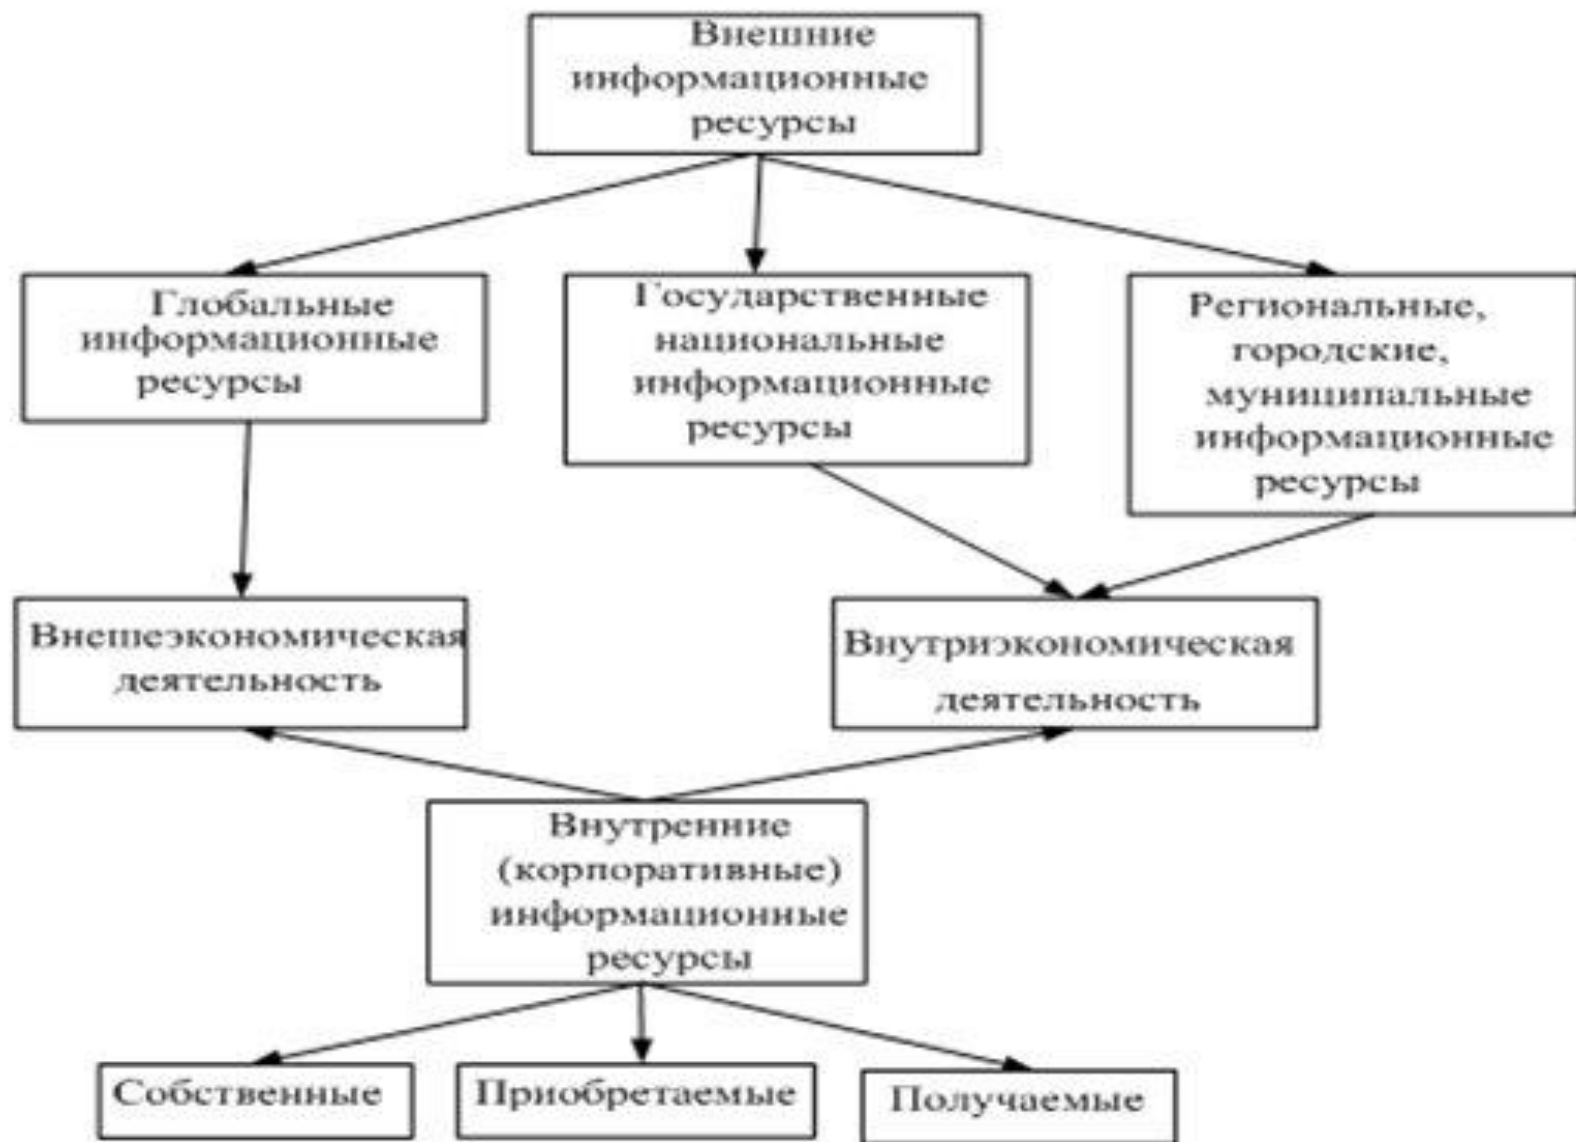 Внешние
информационные
ресурсы
Глобальные
информационные
ресурсы
Государственные
национальные
информационные
ресурсы
Региональные,
городские,
муниципальные
информационные
ресурсы
Внешеэкономическая
деятельность
Внутриэкономическая
деятельность
Внутренние
(корпоративные)
информационные
ресурсы
Собственные
Приобретаемые
Получаемые